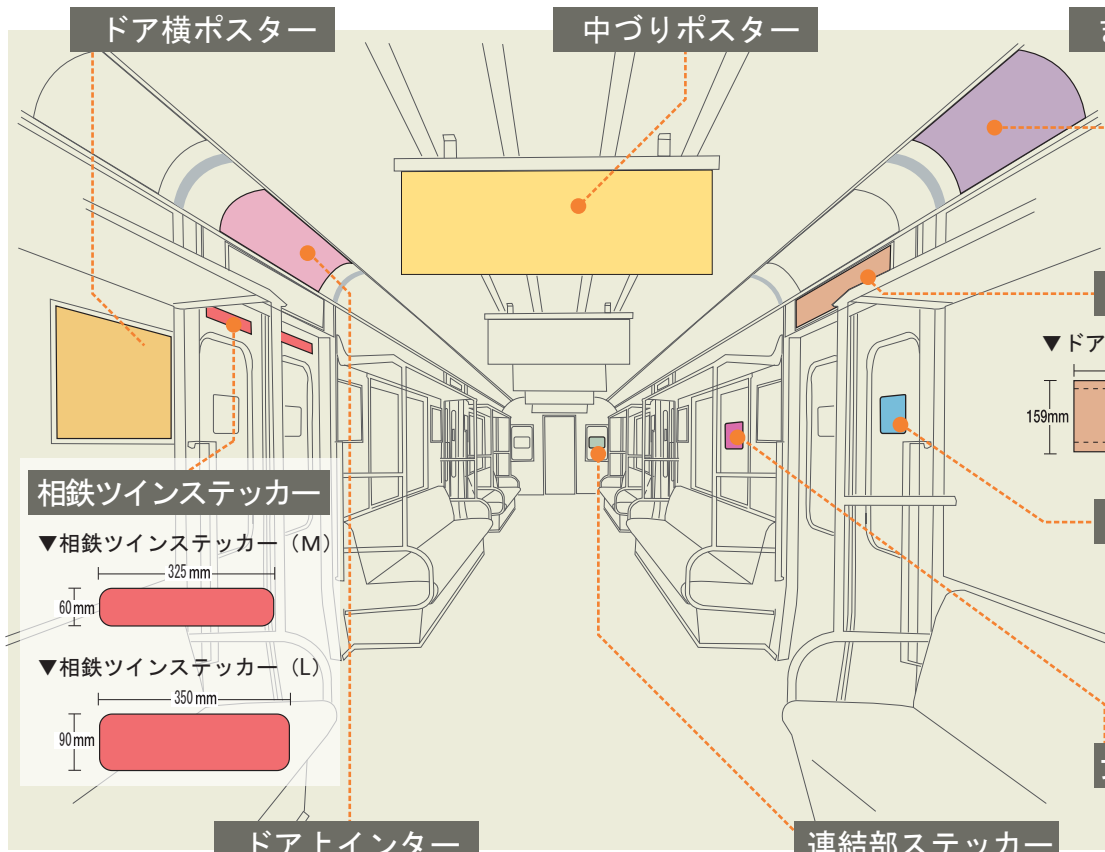 ドア横ポスター
中づりポスター
▼ドア
159mm
相鉄ツインステッカー
▼相鉄ツインステッカー（M）
325mm
60mm
▼相鉄ツインステッカー（L）
350mm
90mm
ドア上インター
連結部ステッカー